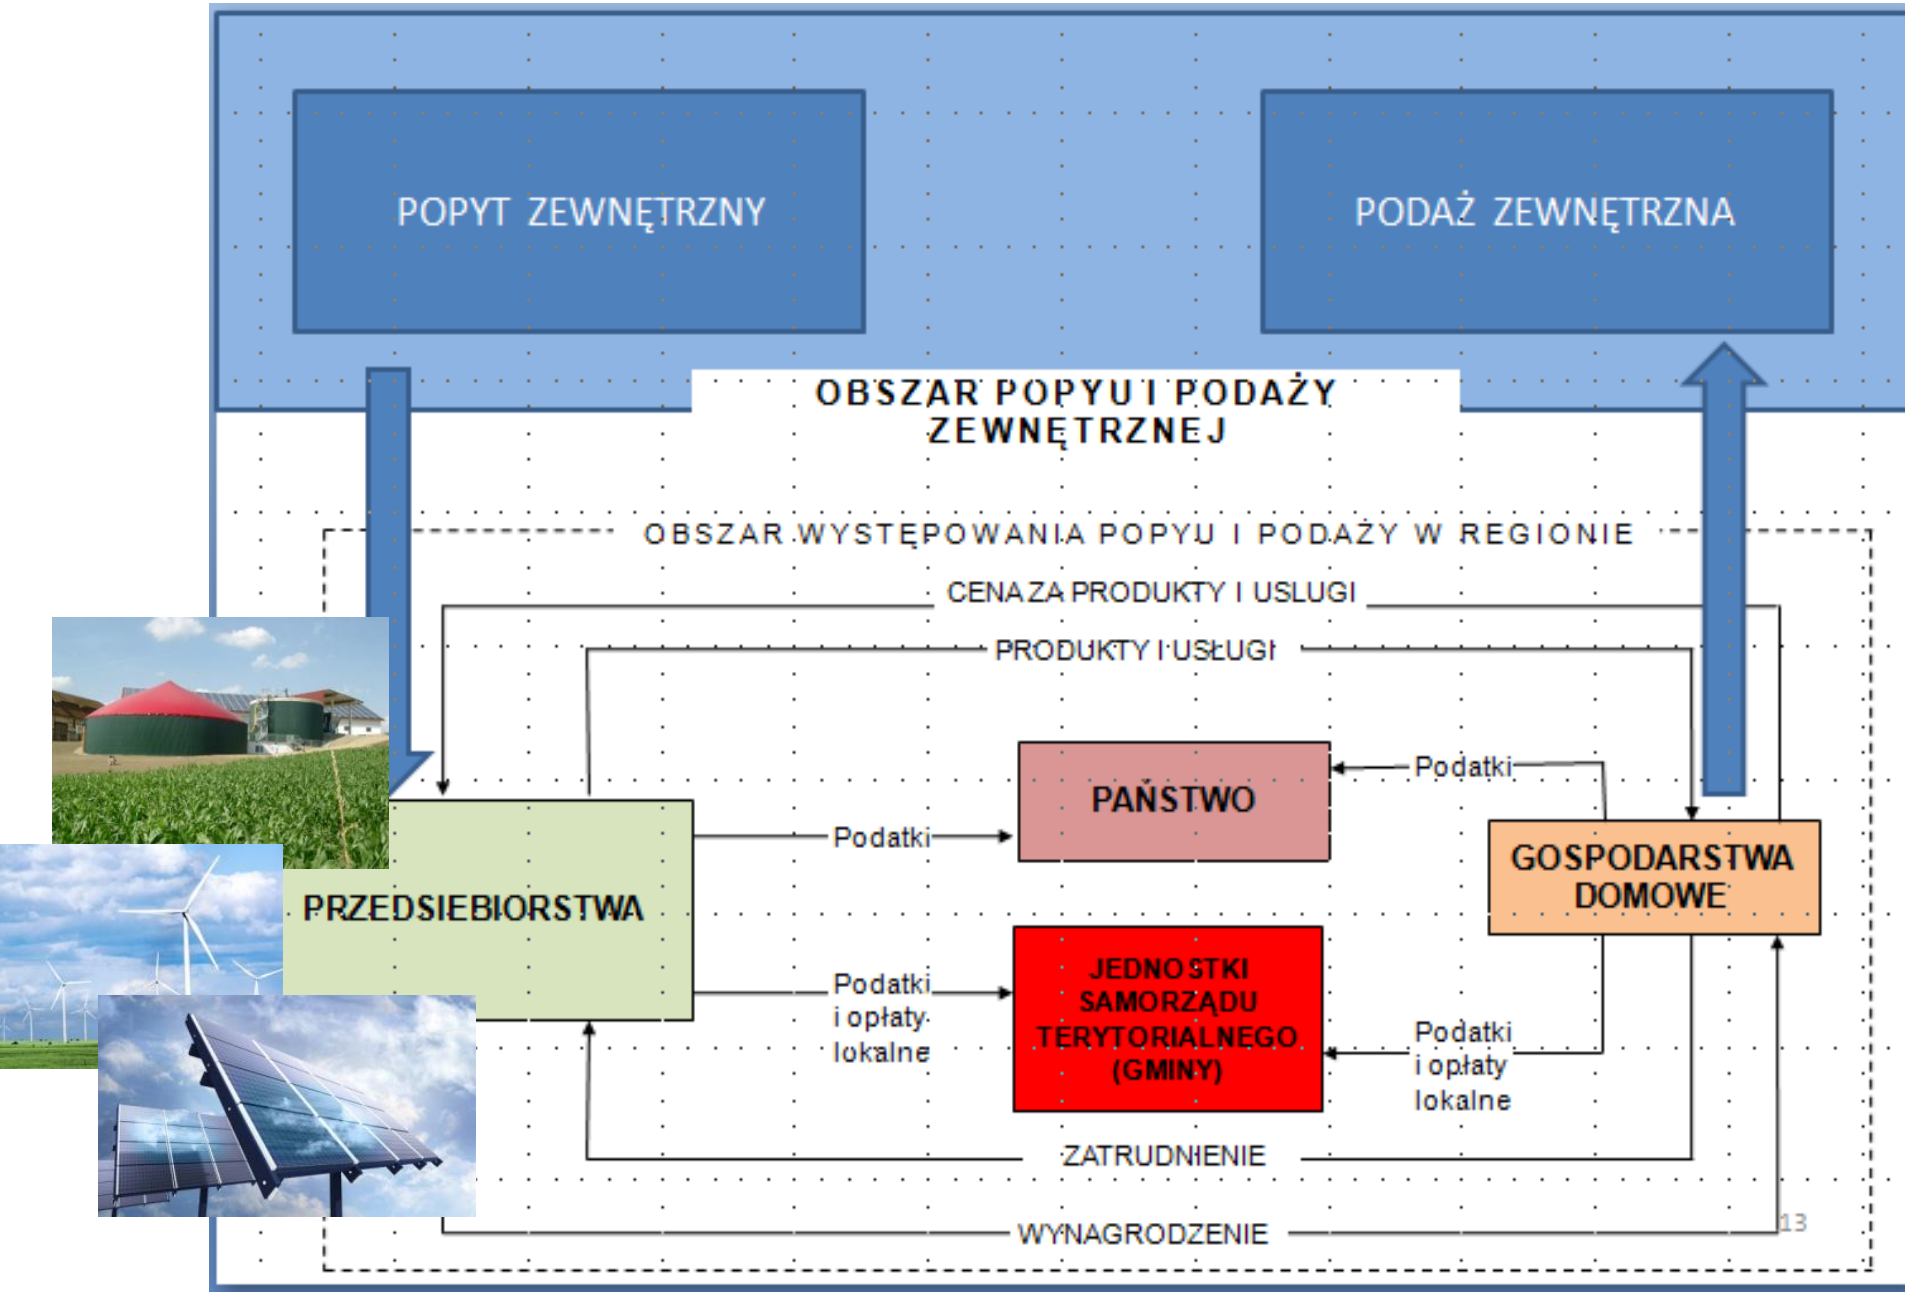 POPYT ZEWNĘTRZNY
PODAŻ ZEWNĘTRZNA
OBSZAR POPYU I PODAŻY
ZEWNĘTRZNEJ
OBSZAR WYSTĘPOWANIA POPYU I PODAŻY W REGIONIE
CENA ZA PRODUKTY I USLUGI
PRODUKTY I USŁUGI
PAŃSTWO
Podatki
Podatki
GOSPODARSTWA
DOMOWE
PRZEDSIEBIORSTWA
JEDNOSTKI
SAMORZĄDU
TERYTORIALNEGO
(GMINY)
Podatki
i opłaty
lokalne
Podatki
i opłaty
lokalne
ZATRUDNIENIE
WYNAGRODZENIE
13